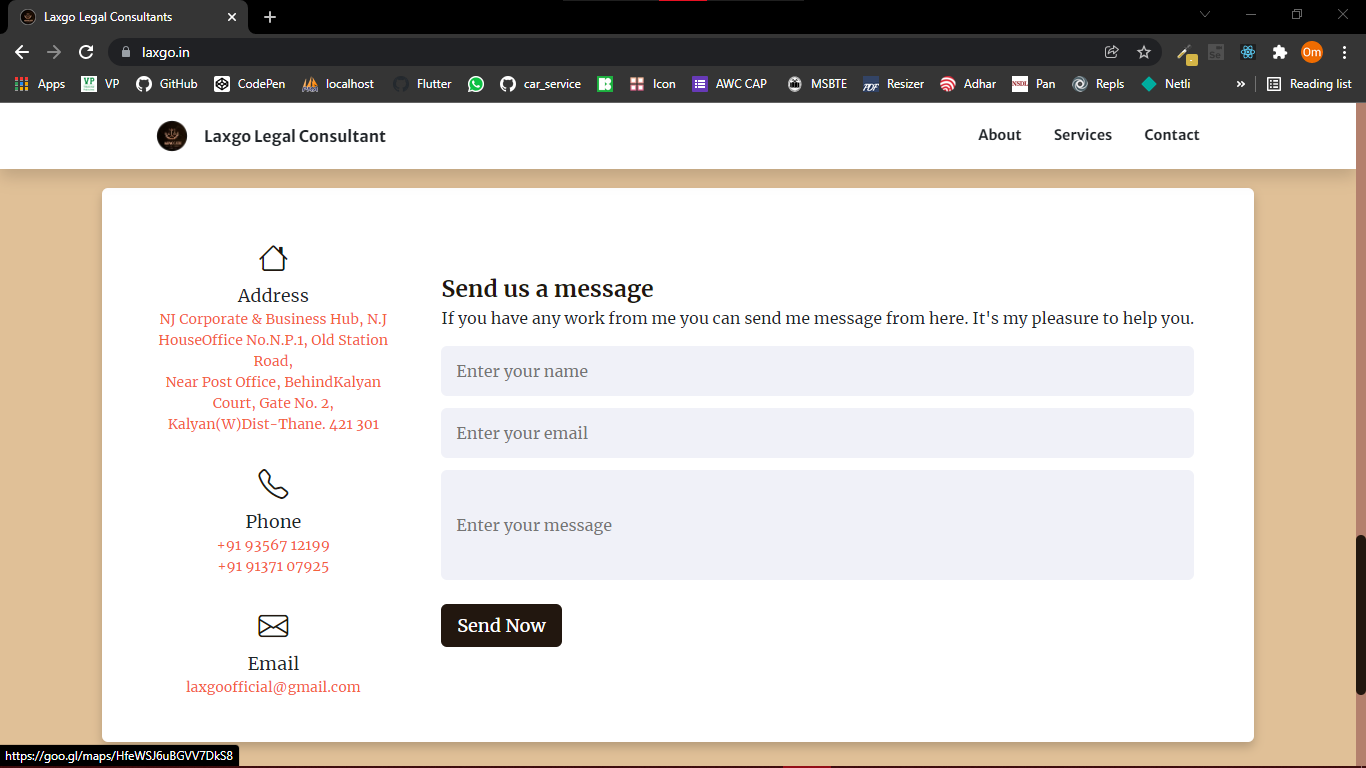 Laxgo Legal Consultants
laxgo.in
Om
Apps
VP
VP
GitHub
CodePen
localhost
Flutter
car_service
Icon
AWC CAP
MSBTE
Resizer
Adhar
NSDL
Pan
Repls
Netli
»
Reading list
Laxgo Legal Consultant
About
Services
Contact
Address
NJ Corporate & Business Hub, N.J
HouseOffice No.N.P.1, Old Station
Road,
Near Post Office, BehindKalyan
Court, Gate No. 2,
Kalyan(W)Dist-Thane. 421 301
Phone
+91 93567 12199
+91 91371 07925
Email
laxgoofficial@gmail.com
Send us a message
If you have any work from me you can send me message from here. It's my pleasure to help you.
Enter your name
Enter your email
Enter your message
Send Now
https://goo.gl/maps/HfeWSJ6uBGVV7DkS8